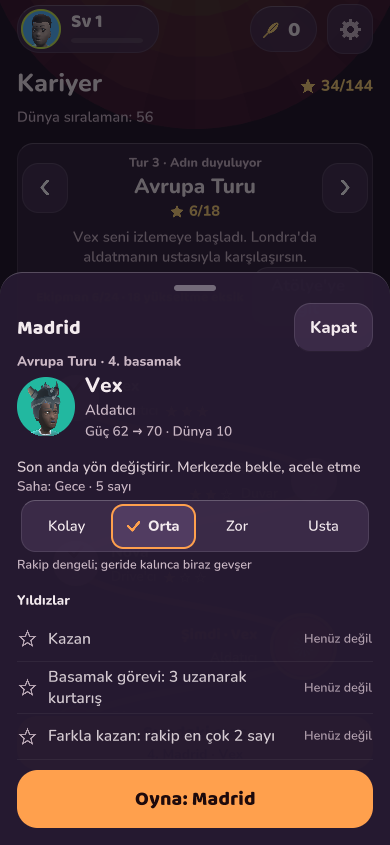 Sv 1
0
Kariyer
34/144
Dünya sıralaman: 56
Tur 3 · Adın duyuluyor
Avrupa Turu
6/18
Vex seni izlemeye başladı. Londra'da
aldatmanın ustasıyla karşılaşırsın.
Madrid
Kapat
Avrupa Turu · 4. basamak
Vex
Aldatıcı
Güç 62 → 70 · Dünya 10
Son anda yön değiştirir. Merkezde bekle, acele etme
Saha: Gece · 5 sayı
Kolay
Orta
Zor
Usta
Rakip dengeli; geride kalınca biraz gevşer
Yıldızlar
Kazan
Henüz değil
Basamak görevi: 3 uzanarak
kurtarış
Henüz değil
Farkla kazan: rakip en çok 2 sayı
Henüz değil
Oyna: Madrid